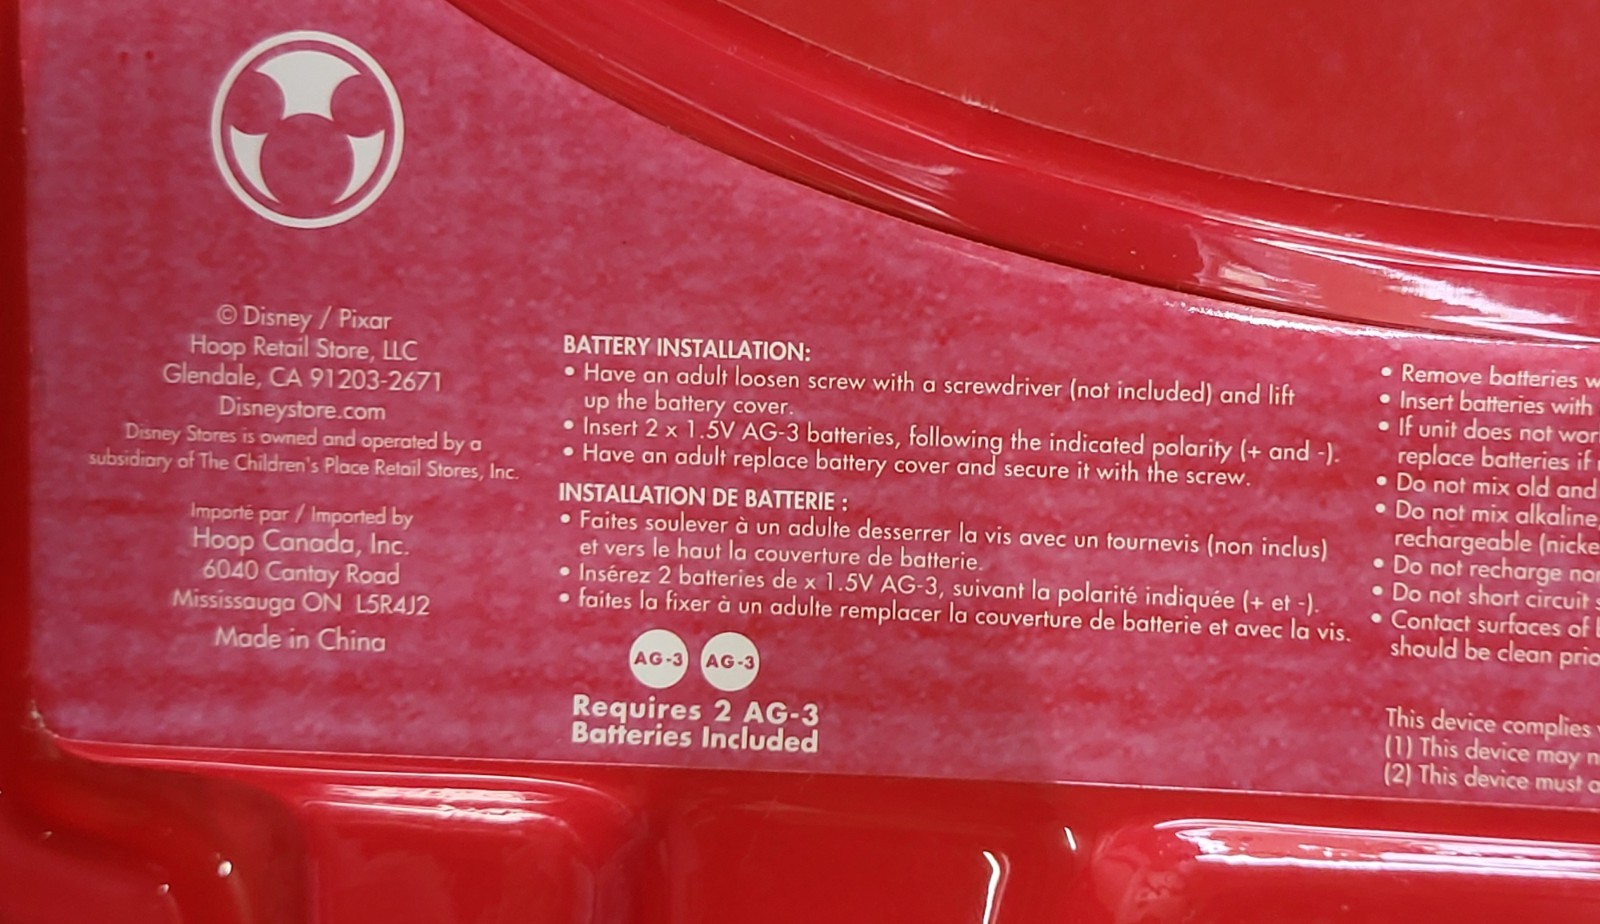 © Disney / Pixar
Hoop Retail Store, LLC
Glendale, CA 91203-2671
Disneystore.com
Disney Stores is owned and operated by a
subsidiary of The Children's Place Retail Stores, Inc.
Importé par / Imported by
Hoop Canada, Inc.
6040 Cantay Road
Mississauga ON L5R4J2
Made in China
BATTERY INSTALLATION:
• Have an adult loosen screw with a screwdriver (not included) and lift
up the battery cover.
• Insert 2 x 1.5V AG-3 batteries, following the indicated polarity (+ and -).
• Have an adult replace battery cover and secure it with the screw.
INSTALLATION DE BATTERIE :
• Faites soulever à un adulte desserrer la vis avec un tournevis (non inclus)
et vers le haut la couverture de batterie.
• Insérez 2 batteries de x 1.5V AG-3, suivant la polarité indiquée (+ et -).
• faites la fixer à un adulte remplacer la couverture de batterie et avec la vis.
AG-3 AG-3
Requires 2 AG-3
Batteries Included
• Remove batteries
• Insert batteries with
• If unit does not
replace batteries if
• Do not mix old and
• Do not mix alkaline,
rechargeable
• Do not recharge
• Do not short circuit
• Contact surfaces of
should be clean
This device complies
(1) This device may
(2) This device must